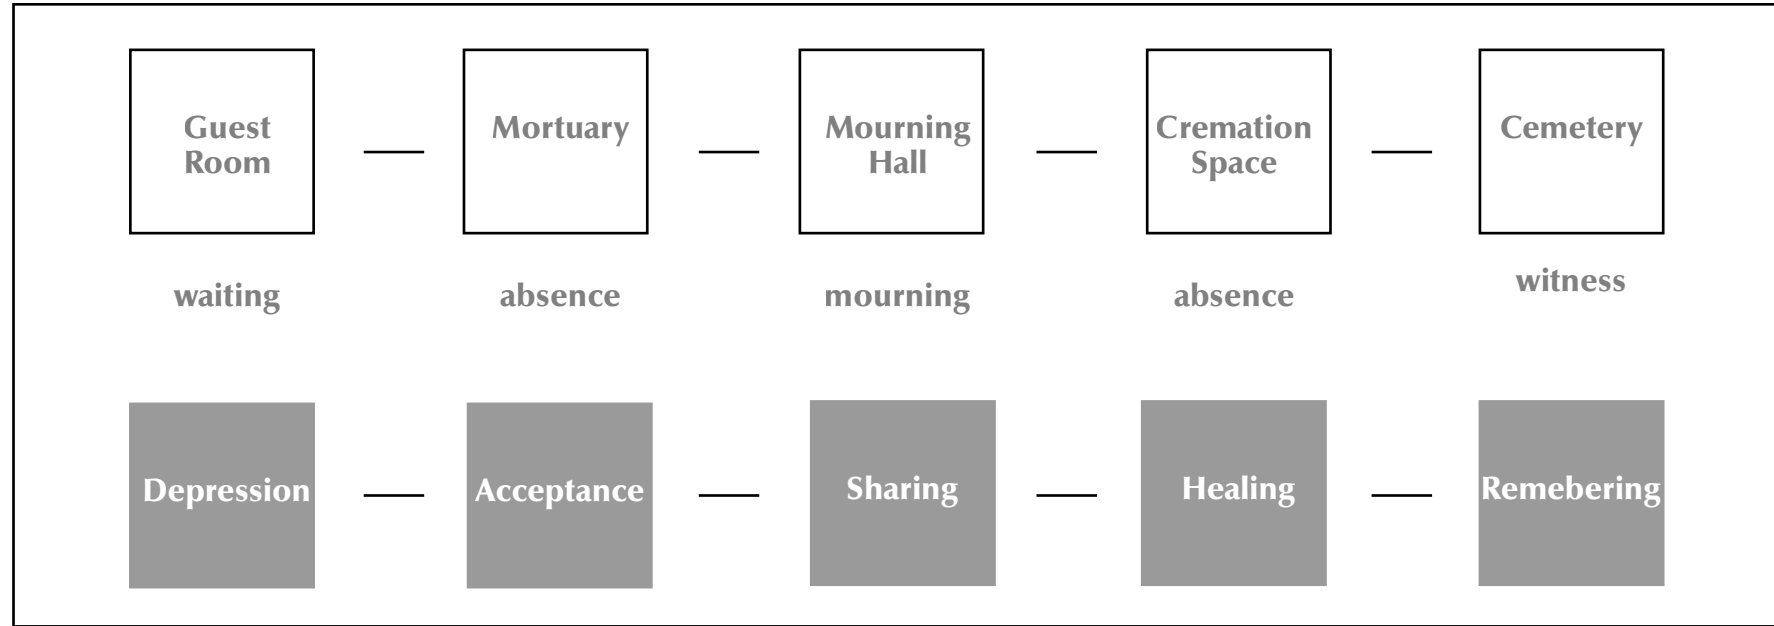 Guest
Room
Mortuary
Mourning
Hall
Cremation
Space
Cemetery
waiting
absence
mourning
absence
witness
Depression
Acceptance
Sharing
Healing
Remebering